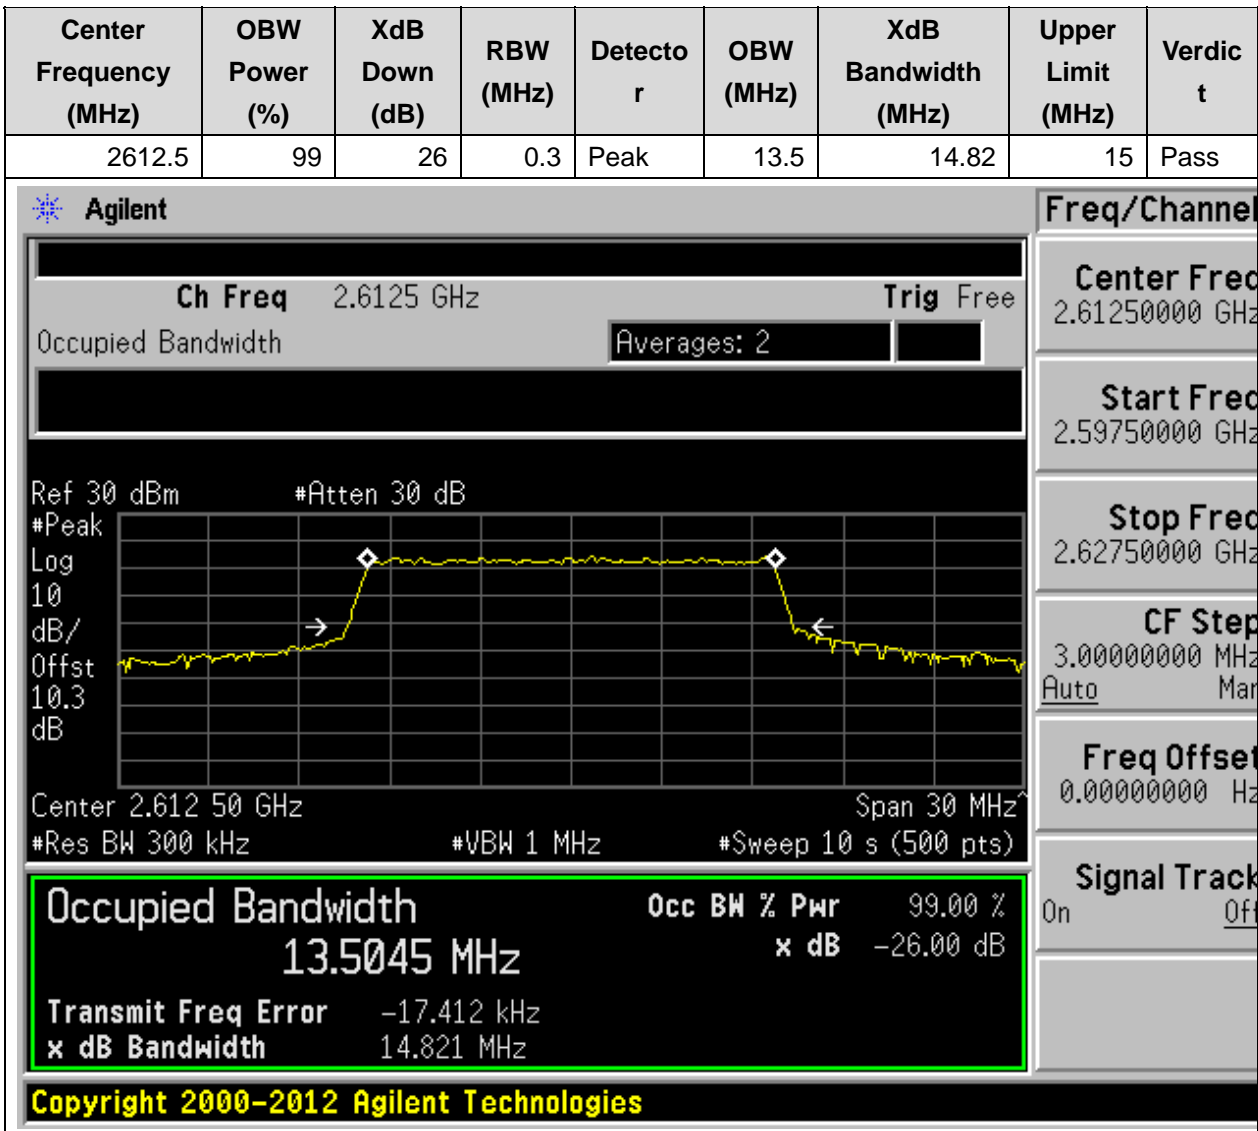 Center Frequency (MHz) OBW Power (%) XdB Down (dB) RBW (MHz) Detector OBW (MHz) XdB Bandwidth (MHz) Upper Limit (MHz) Verdict
2612.5 99 26 0.3 Peak 13.5 14.82 15 Pass
Agilent
Freq/Channel
Ch Freq 2.6125 GHz Trig Free
Occupied Bandwidth Averages: 2
Center Freq
2.61250000 GHz
Start Freq
2.59750000 GHz
Stop Freq
2.62750000 GHz
CF Step
3.00000000 MHz
Auto Man
Freq Offset
0.00000000 Hz
Signal Track
On Off
Ref 30 dBm #Atten 30 dB
#Peak
Log
10
dB/
Offst
10.3
dB
Center 2.612 50 GHz Span 30 MHz^
#Res BW 300 kHz #VBW 1 MHz #Sweep 10 s (500 pts)
Occupied Bandwidth Occ BW % Pwr 99.00 %
13.5045 MHz x dB -26.00 dB
Transmit Freq Error -17.412 kHz
x dB Bandwidth 14.821 MHz
Copyright 2000-2012 Agilent Technologies